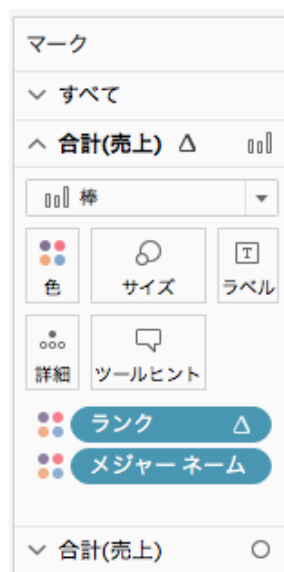 マーク
すべて
合計(売上) Δ
棒
色 サイズ ラベル
詳細 ツールヒント
ランク Δ
メジャー ネーム
合計(売上)